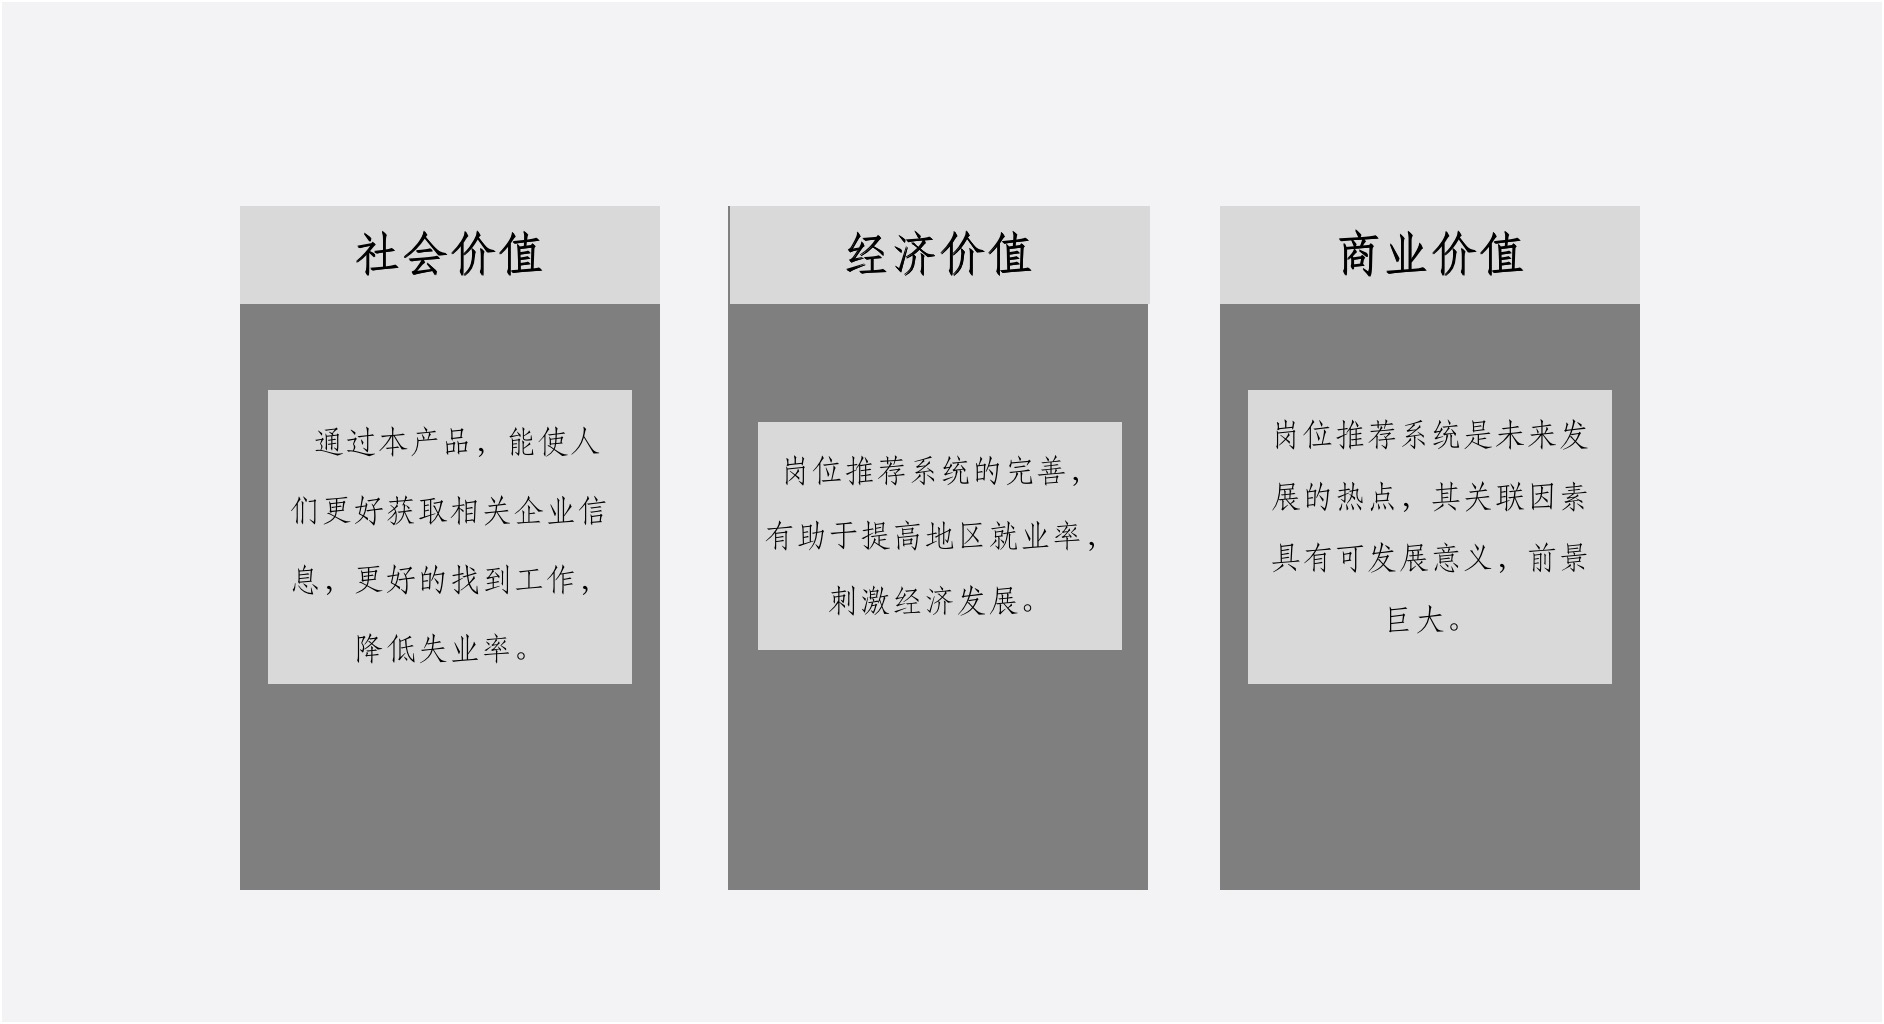 社会价值
通过本产品，能使人
们更好获取相关企业信
息，更好的找到工作，
降低失业率。
经济价值
岗位推荐系统的完善，
有助于提高地区就业率，
刺激经济发展。
商业价值
岗位推荐系统是未来发
展的热点，其关联因素
具有可发展意义，前景
巨大。